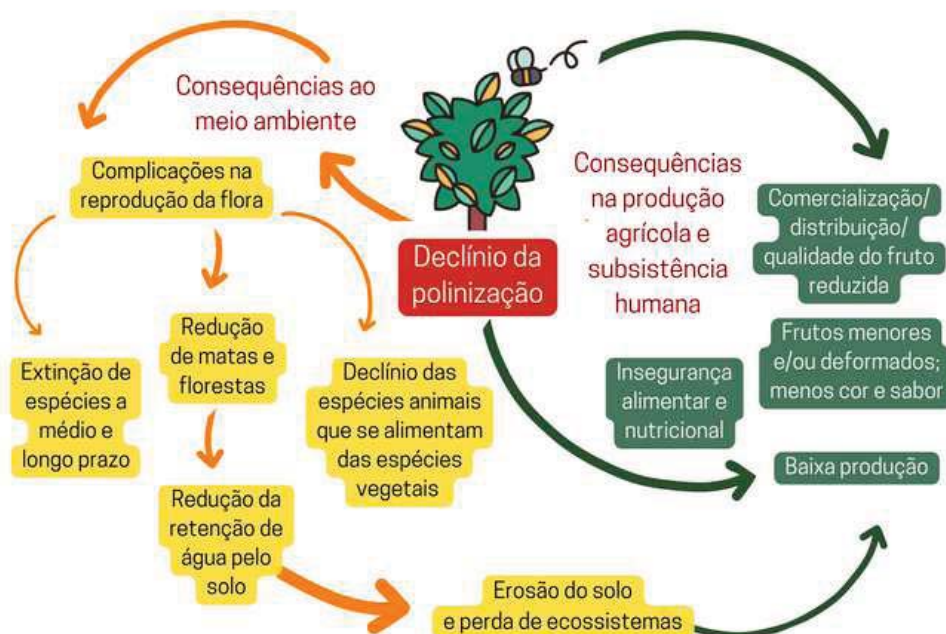 Consequências ao
meio ambiente
Complicações na
reprodução da flora
Extinção de
espécies a
médio e
longo prazo
Redução
de matas e
florestas
Declínio das
espécies animais
que se alimentam
das espécies
vegetais
Redução da
retenção de
água pelo
solo
Erosão do solo
e perda de ecossistemas
Declínio da
polinização
Consequências
na produção
agrícola e
subsistência
humana
Comercialização/
distribuição/
qualidade do fruto
reduzida
Frutos menores
e/ou deformados;
menos cor e sabor
Insegurança
alimentar e
nutricional
Baixa produção